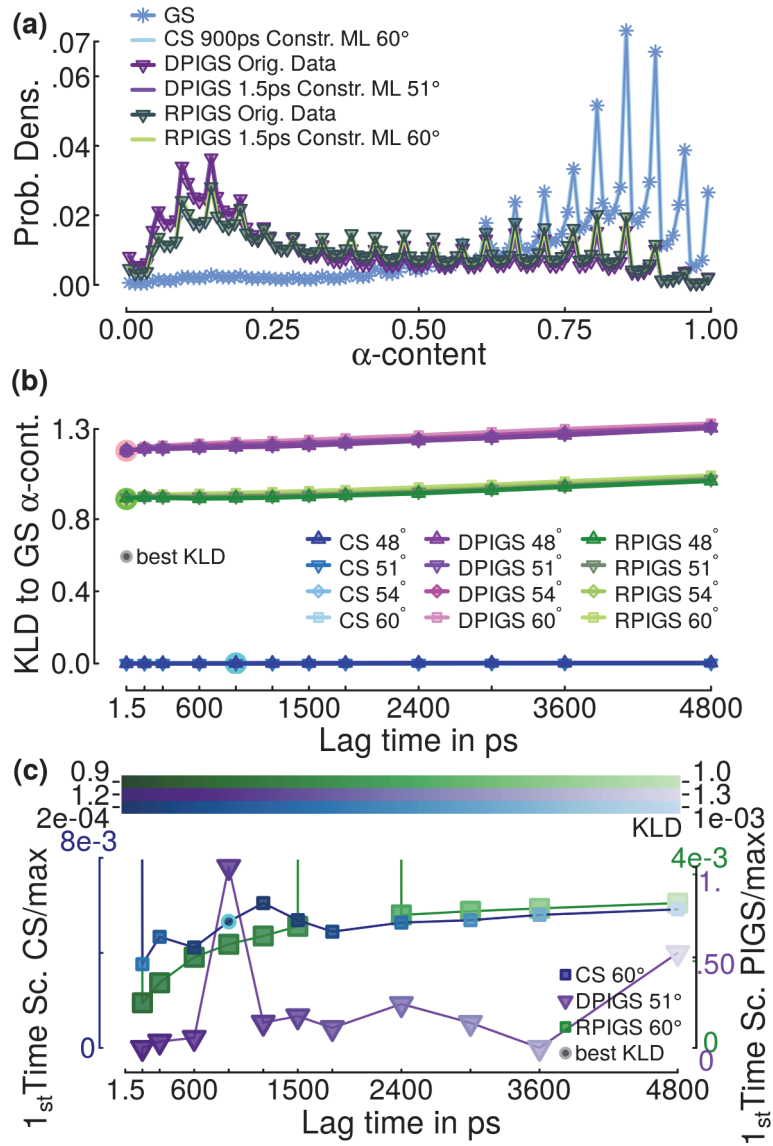 (a)
GS
CS 900ps Constr. ML 60°
DPIGS Orig. Data
DPIGS 1.5ps Constr. ML 51°
RPIGS Orig. Data
RPIGS 1.5ps Constr. ML 60°
Prob. Dens.
.07
.06
.04
.02
.00
0.00 0.25 0.50 0.75 1.00
α-content
(b)
KLD to GS α-cont.
1.3
0.8
0.4
0.0
best KLD
CS 48° DPIGS 48° RPIGS 48°
CS 51° DPIGS 51° RPIGS 51°
CS 54° DPIGS 54° RPIGS 54°
CS 60° DPIGS 60° RPIGS 60°
1.5 600 1500 2400 3600 4800
Lag time in ps
(c)
0.9 1.0
1.2 1.3
2e-04 1e-03
KLD
8e-3 4e-3
1.
.50
0 0
0
1st Time Sc. CS/max
1st Time Sc. PIGS/max
CS 60°
DPIGS 51°
RPIGS 60°
best KLD
1.5 600 1500 2400 3600 4800
Lag time in ps